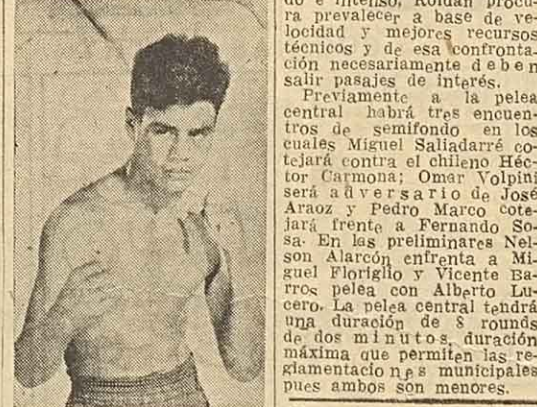 do e intenso, Roldán procu-
ra prevalecer a base de ve-
locidad y mejores recursos
técnicos y de esa confronta-
ción necesariamente deben
salir pasajes de interés.
Previamente a la pelea
central habrá tres encuen-
tros de semifondo en los
cuales Miguel Saliadarré co-
tejará contra el chileno Héc-
tor Carmona; Omar Volpini
será adversario de José
Araoz y Pedro Marco cote-
jará frente a Fernando So-
sa. En las preliminares Nel-
son Alarcón enfrenta a Mi-
guel Floriglio y Vicente Ba-
rros pelea con Alberto Lu-
cero. La pelea central tendrá
una duración de 8 rounds
de dos minutos, duración
máxima que permiten las re-
glamentaciones municipales
pues ambos son menores.